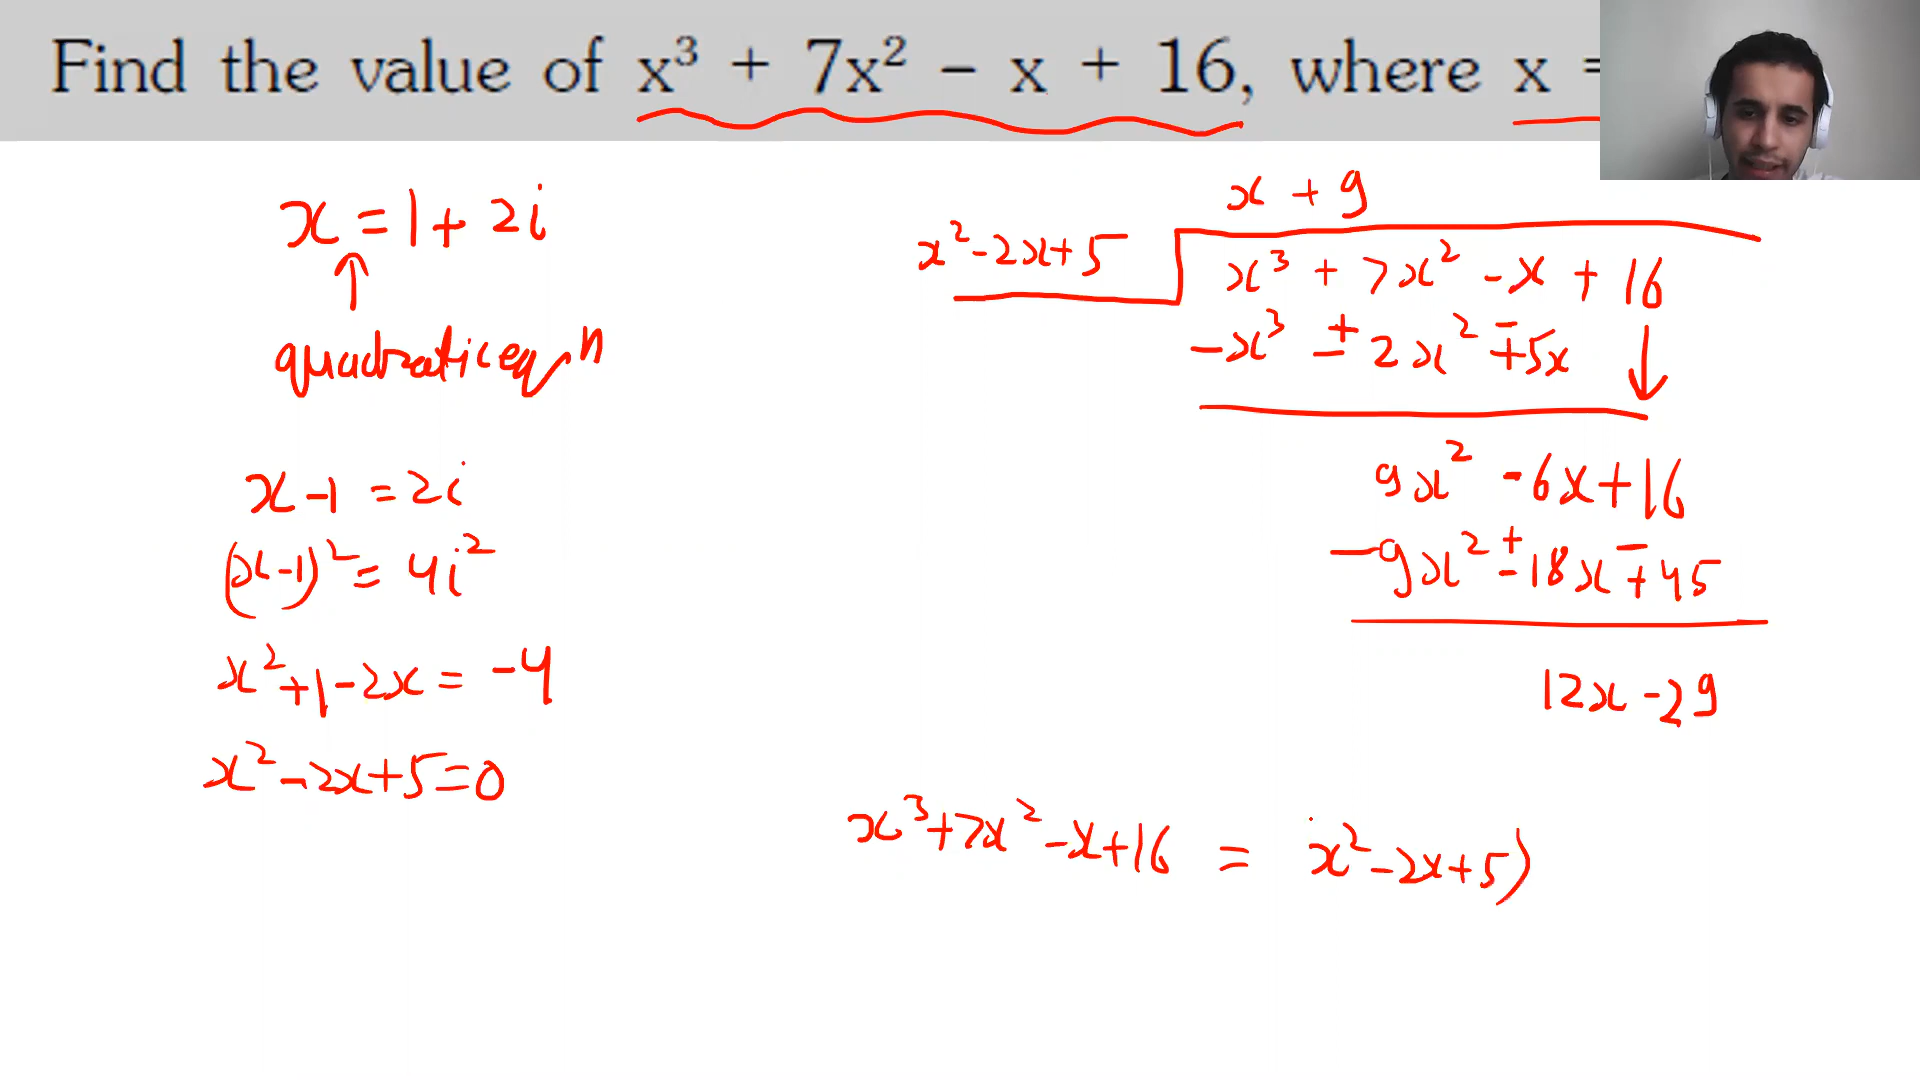 Find the value of x³ + 7x² – x + 16, where x =
x = 1 + 2i
↑
quadratic eqⁿ
x - 1 = 2i
(x-1)² = 4i²
x² + 1 - 2x = -4
x² - 2x + 5 = 0
x + 9
x² - 2x + 5
x³ + 7x² - x + 16
-x³ ± 2x² ∓ 5x ↓
9x² - 6x + 16
-9x² ± 18x ∓ 45
12x - 29
x³ + 7x² - x + 16 = x² - 2x + 5)